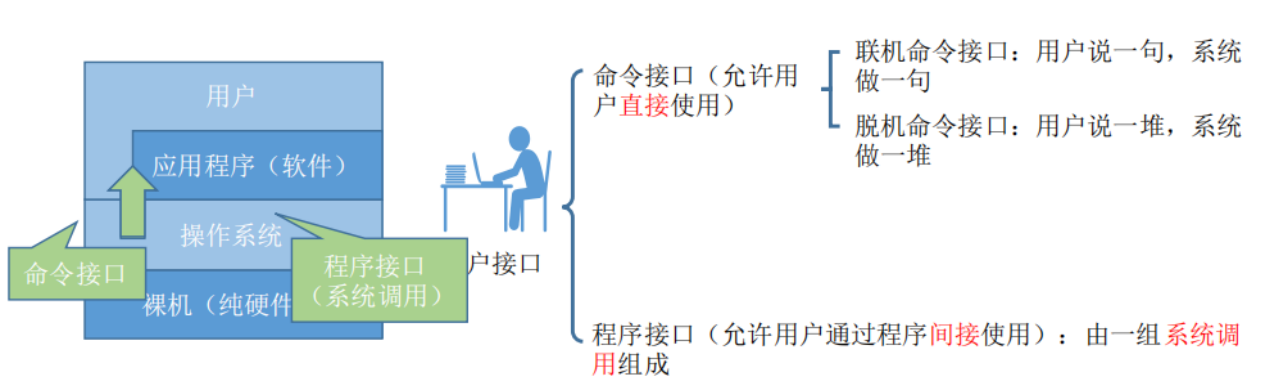 用户
应用程序（软件）
操作系统
命令接口
程序接口
（系统调用）
裸机（纯硬件
户接口
命令接口（允许用
户直接使用）
联机命令接口：用户说一句，系统
做一句
脱机命令接口：用户说一堆，系统
做一堆
程序接口（允许用户通过程序间接使用）：由一组系统调
用组成